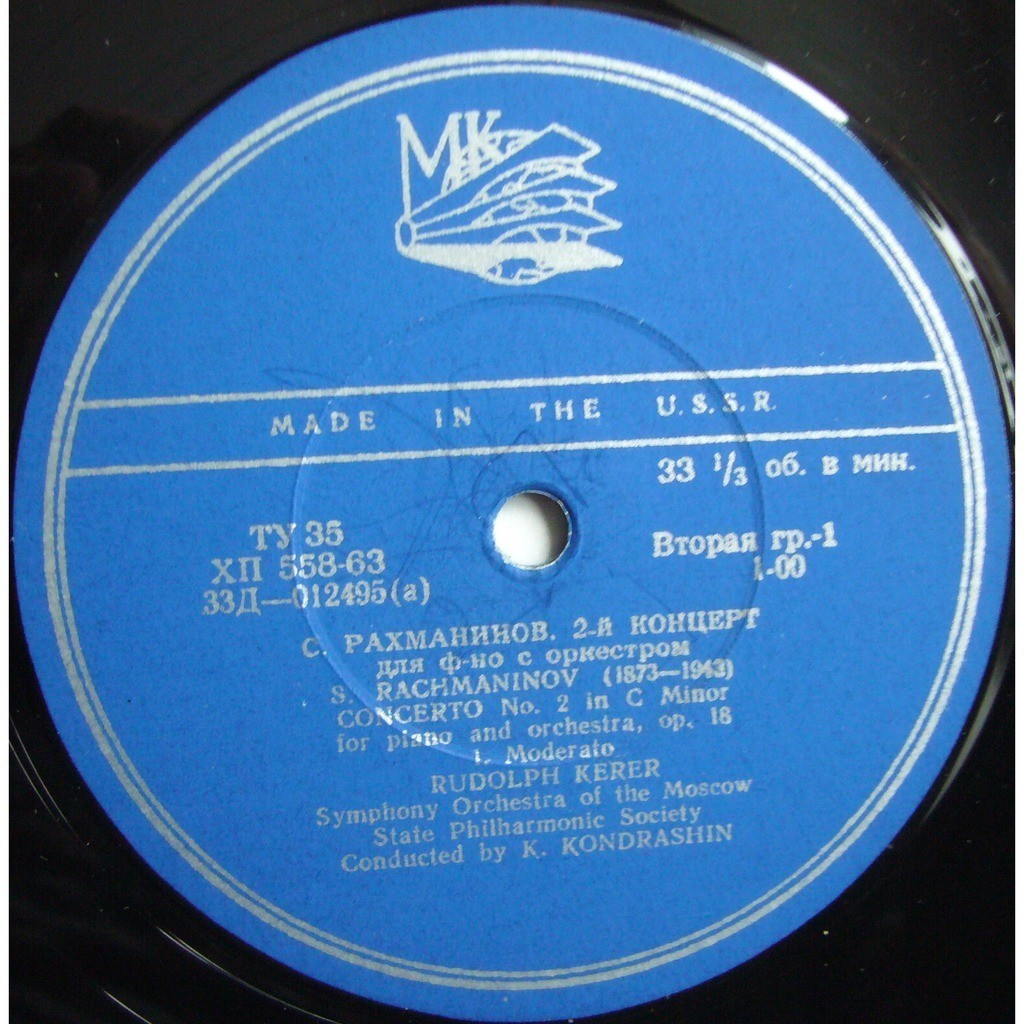 МК
MADE IN THE U.S.S.R.
33 1/3 об. в мин.
ТУ 35
ХП 558-63
33Д—012495(а)
Вторая гр.-1
1-00
С. РАХМАНИНОВ. 2-й КОНЦЕРТ
для ф-но с оркестром
S. RACHMANINOV (1873—1943)
CONCERTO No. 2 in C Minor
for piano and orchestra, op. 18
1. Moderato
RUDOLPH KERER
Symphony Orchestra of the Moscow
State Philharmonic Society
Conducted by K. KONDRASHIN